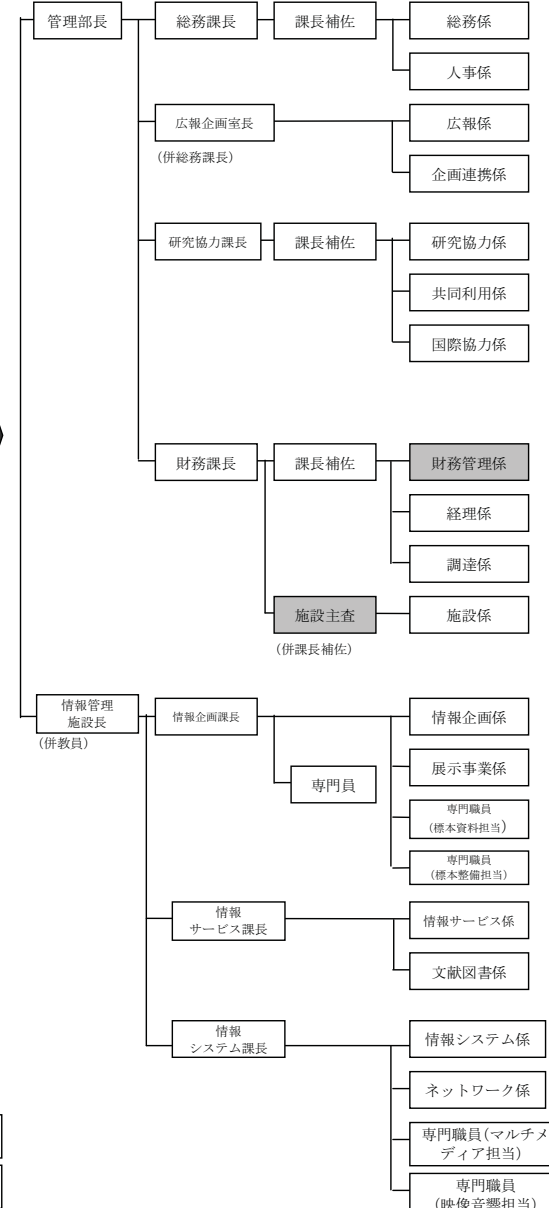 管理部長
総務課長
課長補佐
総務係
人事係
広報企画室長
(併総務課長)
広報係
企画連携係
研究協力課長
課長補佐
研究協力係
共同利用係
国際協力係
財務課長
課長補佐
財務管理係
経理係
調達係
施設主査
(併課長補佐)
施設係
情報管理
施設長
(併教員)
情報企画課長
情報企画係
専門員
展示事業係
専門職員
(標本資料担当)
専門職員
(標本整備担当)
情報
サービス課長
情報サービス係
文献図書係
情報
システム課長
情報システム係
ネットワーク係
専門職員(マルチメ
ディア担当)
専門職員
(映像音響担当)